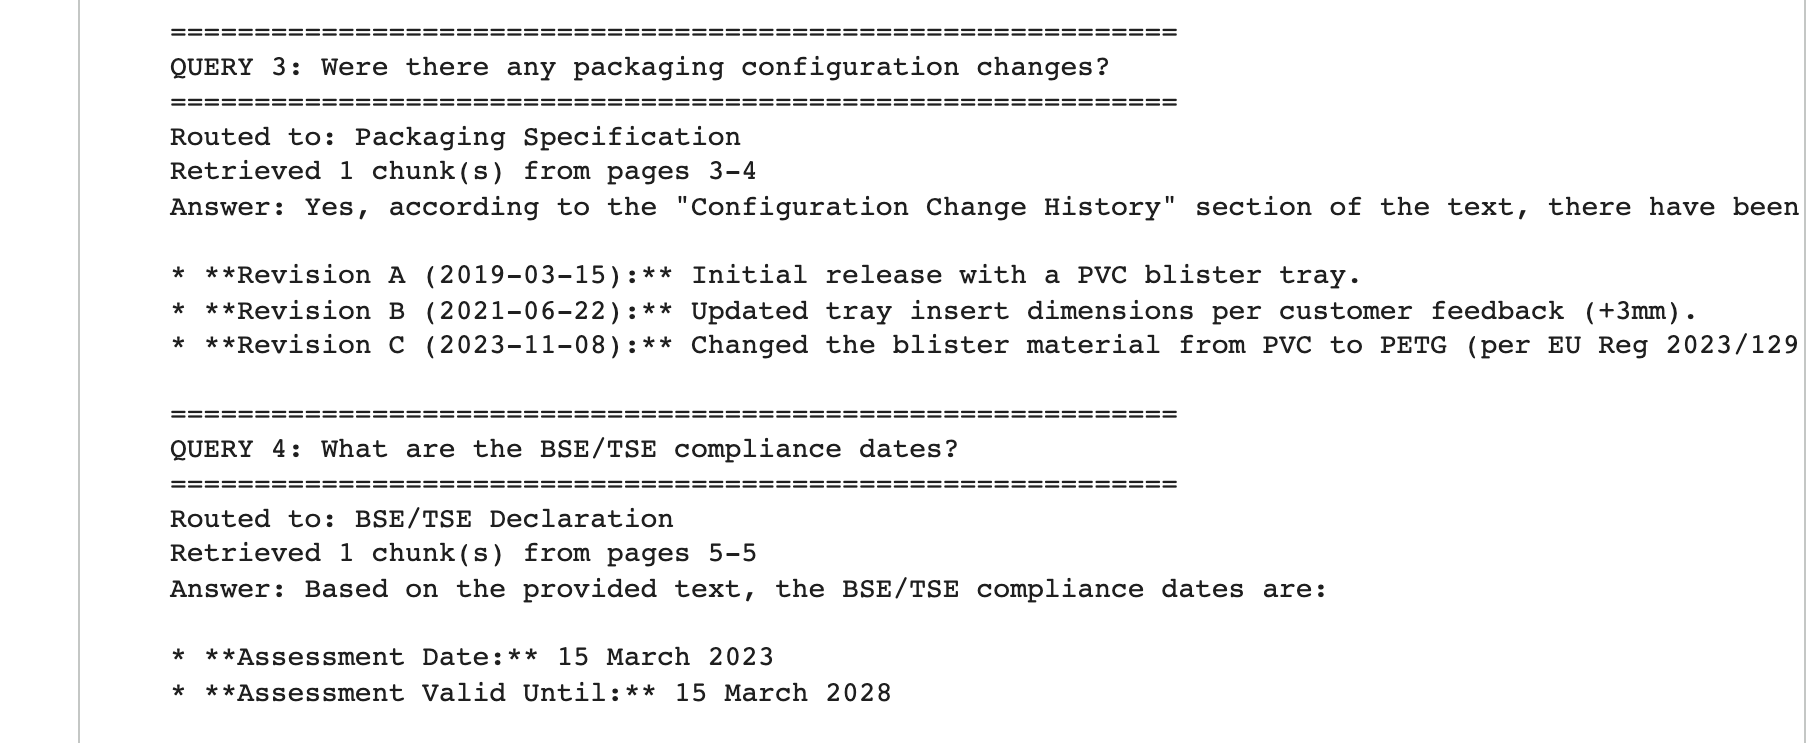 ============================================================
QUERY 3: Were there any packaging configuration changes?
============================================================
Routed to: Packaging Specification
Retrieved 1 chunk(s) from pages 3-4
Answer: Yes, according to the "Configuration Change History" section of the text, there have been
* **Revision A (2019-03-15):** Initial release with a PVC blister tray.
* **Revision B (2021-06-22):** Updated tray insert dimensions per customer feedback (+3mm).
* **Revision C (2023-11-08):** Changed the blister material from PVC to PETG (per EU Reg 2023/129
============================================================
QUERY 4: What are the BSE/TSE compliance dates?
============================================================
Routed to: BSE/TSE Declaration
Retrieved 1 chunk(s) from pages 5-5
Answer: Based on the provided text, the BSE/TSE compliance dates are:
* **Assessment Date:** 15 March 2023
* **Assessment Valid Until:** 15 March 2028